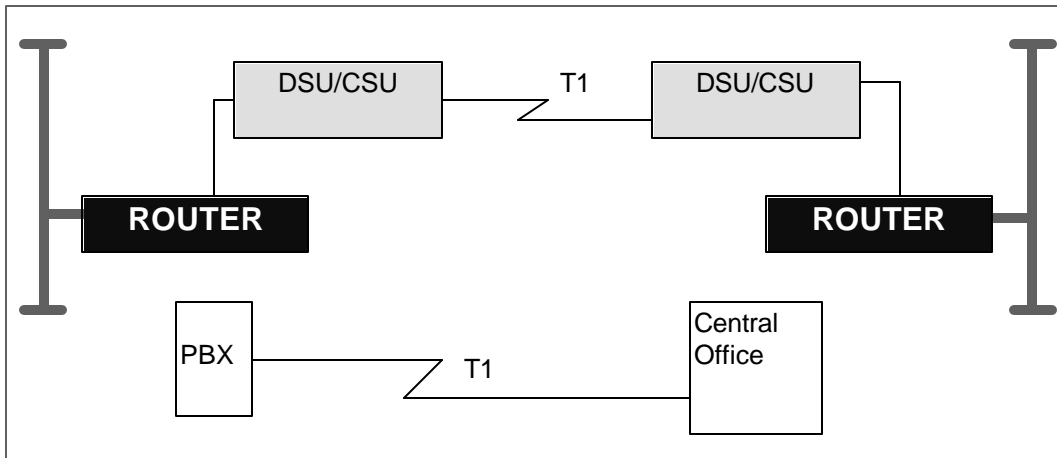 DSU/CSU
T1
DSU/CSU
ROUTER
ROUTER
PBX
T1
Central
Office